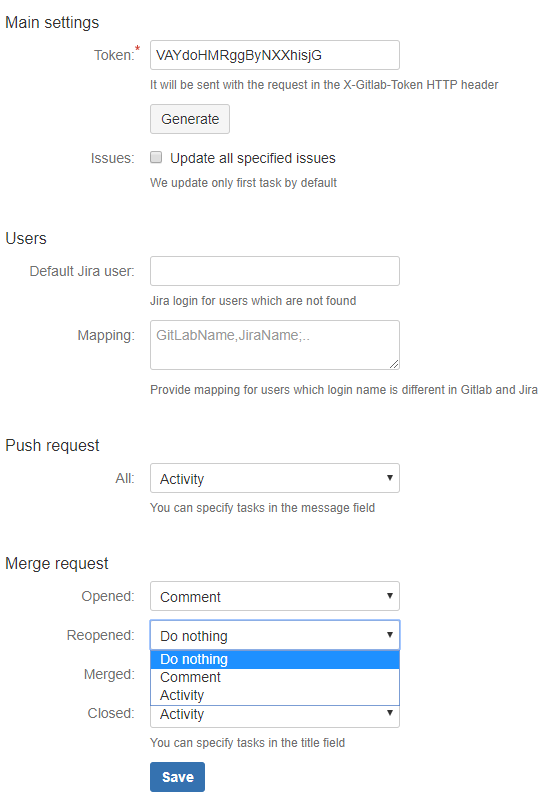 Main settings
Token:* VAYdoHMRggByNXXhisjG
It will be sent with the request in the X-Gitlab-Token HTTP header
Generate
Issues: Update all specified issues
We update only first task by default
Users
Default Jira user:
Jira login for users which are not found
Mapping: GitLabName,JiraName;..
Provide mapping for users which login name is different in Gitlab and Jira
Push request
All: Activity
You can specify tasks in the message field
Merge request
Opened: Comment
Reopened: Do nothing
Do nothing
Merged: Comment
Activity
Closed: Activity
You can specify tasks in the title field
Save